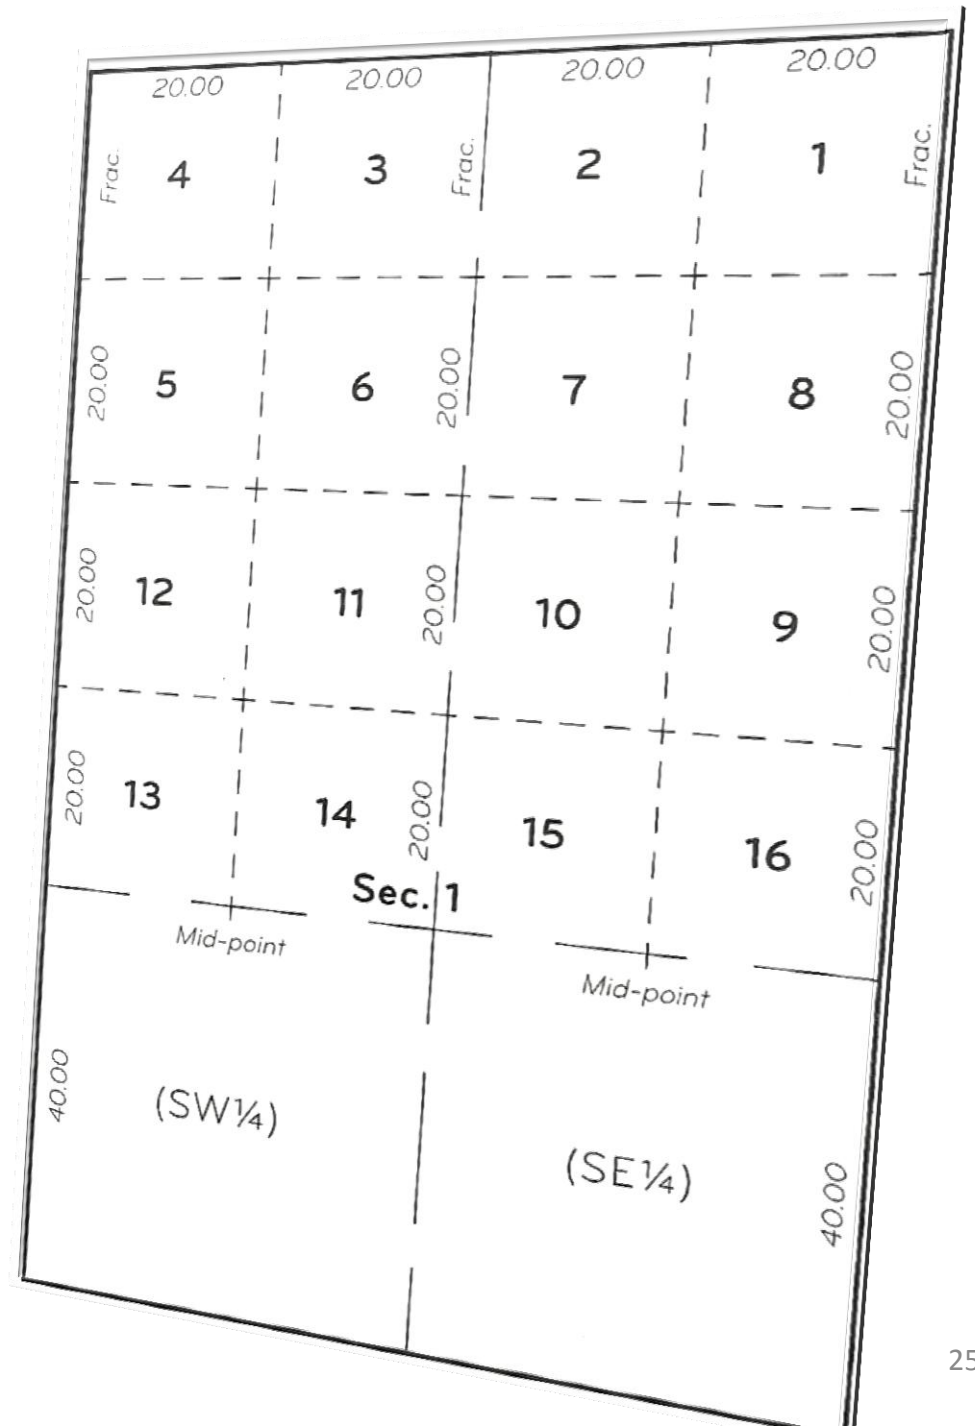 20.00 20.00 20.00 20.00
Frac. 4 3 Frac. 2 1 Frac.
20.00 5 6 20.00 7 8 20.00
20.00 12 11 20.00 10 9 20.00
20.00 13 14 20.00 15 16 20.00
Sec. 1
Mid-point Mid-point
40.00 (SW¼) (SE¼) 40.00
25